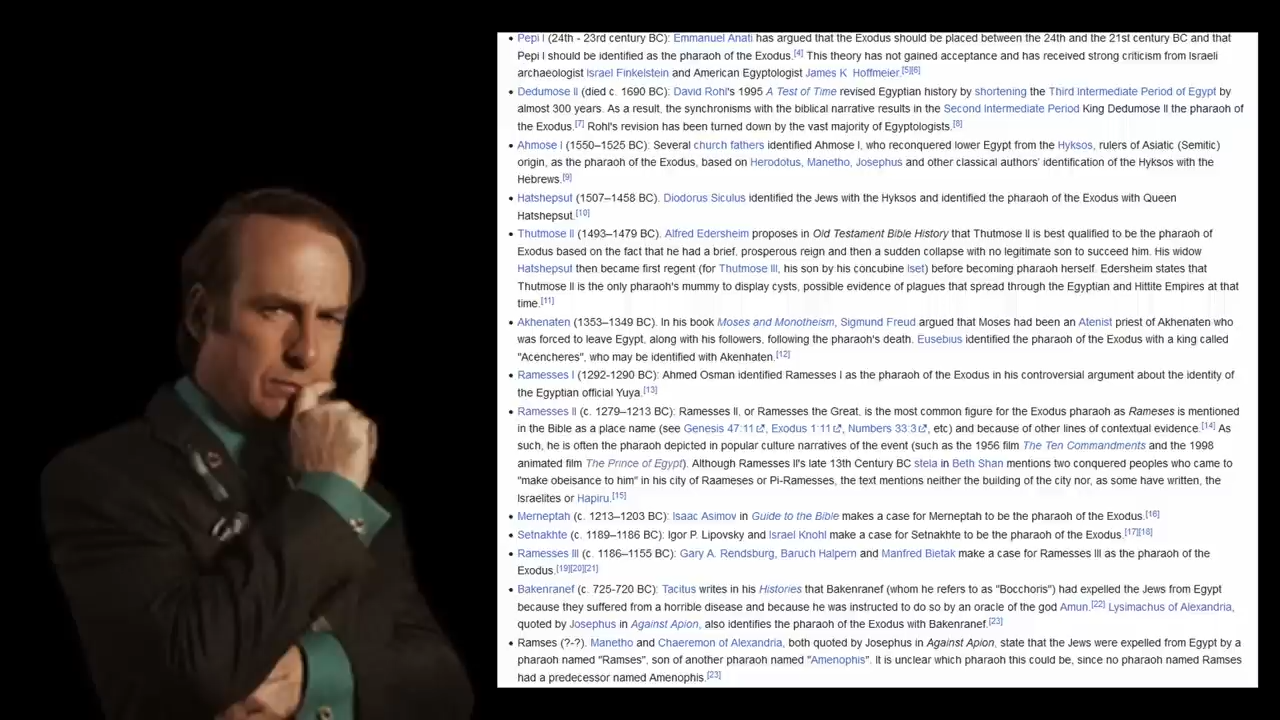 • Pepi I (24th - 23rd century BC): Emmanuel Anati has argued that the Exodus should be placed between the 24th and the 21st century BC and that
Pepi I should be identified as the pharaoh of the Exodus.[4] This theory has not gained acceptance and has received strong criticism from Israeli
archaeologist Israel Finkelstein and American Egyptologist James K Hoffmeier.[5][6]
• Dedumose II (died c. 1690 BC): David Rohl's 1995 A Test of Time revised Egyptian history by shortening the Third Intermediate Period of Egypt by
almost 300 years. As a result, the synchronisms with the biblical narrative results in the Second Intermediate Period King Dedumose II the pharaoh of
the Exodus.[7] Rohl's revision has been turned down by the vast majority of Egyptologists.[8]
• Ahmose I (1550–1525 BC): Several church fathers identified Ahmose I, who reconquered lower Egypt from the Hyksos, rulers of Asiatic (Semitic)
origin, as the pharaoh of the Exodus, based on Herodotus, Manetho, Josephus and other classical authors' identification of the Hyksos with the
Hebrews.[9]
• Hatshepsut (1507–1458 BC). Diodorus Siculus identified the Jews with the Hyksos and identified the pharaoh of the Exodus with Queen
Hatshepsut.[10]
• Thutmose II (1493–1479 BC). Alfred Edersheim proposes in Old Testament Bible History that Thutmose II is best qualified to be the pharaoh of
Exodus based on the fact that he had a brief, prosperous reign and then a sudden collapse with no legitimate son to succeed him. His widow
Hatshepsut then became first regent (for Thutmose III, his son by his concubine Iset) before becoming pharaoh herself. Edersheim states that
Thutmose II is the only pharaoh's mummy to display cysts, possible evidence of plagues that spread through the Egyptian and Hittite Empires at that
time.[11]
• Akhenaten (1353–1349 BC). In his book Moses and Monotheism, Sigmund Freud argued that Moses had been an Atenist priest of Akhenaten who
was forced to leave Egypt, along with his followers, following the pharaoh's death. Eusebius identified the pharaoh of the Exodus with a king called
"Acencheres", who may be identified with Akenhaten.[12]
• Ramesses I (1292-1290 BC): Ahmed Osman identified Ramesses I as the pharaoh of the Exodus in his controversial argument about the identity of
the Egyptian official Yuya.[13]
• Ramesses II (c. 1279–1213 BC): Ramesses II, or Ramesses the Great, is the most common figure for the Exodus pharaoh as Rameses is mentioned
in the Bible as a place name (see Genesis 47:11, Exodus 1:11, Numbers 33:3, etc) and because of other lines of contextual evidence.[14] As
such, he is often the pharaoh depicted in popular culture narratives of the event (such as the 1956 film The Ten Commandments and the 1998
animated film The Prince of Egypt). Although Ramesses II's late 13th Century BC stela in Beth Shan mentions two conquered peoples who came to
"make obeisance to him" in his city of Raameses or Pi-Ramesses, the text mentions neither the building of the city nor, as some have written, the
Israelites or Hapiru.[15]
• Merneptah (c. 1213–1203 BC): Isaac Asimov in Guide to the Bible makes a case for Merneptah to be the pharaoh of the Exodus.[16]
• Setnakhte (c. 1189–1186 BC): Igor P. Lipovsky and Israel Knohl make a case for Setnakhte to be the pharaoh of the Exodus.[17][18]
• Ramesses III (c. 1186–1155 BC): Gary A. Rendsburg, Baruch Halpern and Manfred Bietak make a case for Ramesses III as the pharaoh of the
Exodus.[19][20][21]
• Bakenranef (c. 725-720 BC): Tacitus writes in his Histories that Bakenranef (whom he refers to as "Bocchoris") had expelled the Jews from Egypt
because they suffered from a horrible disease and because he was instructed to do so by an oracle of the god Amun.[22] Lysimachus of Alexandria,
quoted by Josephus in Against Apion, also identifies the pharaoh of the Exodus with Bakenranef.[23]
• Ramses (?-?). Manetho and Chaeremon of Alexandria, both quoted by Josephus in Against Apion, state that the Jews were expelled from Egypt by a
pharaoh named "Ramses", son of another pharaoh named "Amenophis". It is unclear which pharaoh this could be, since no pharaoh named Ramses
had a predecessor named Amenophis.[23]